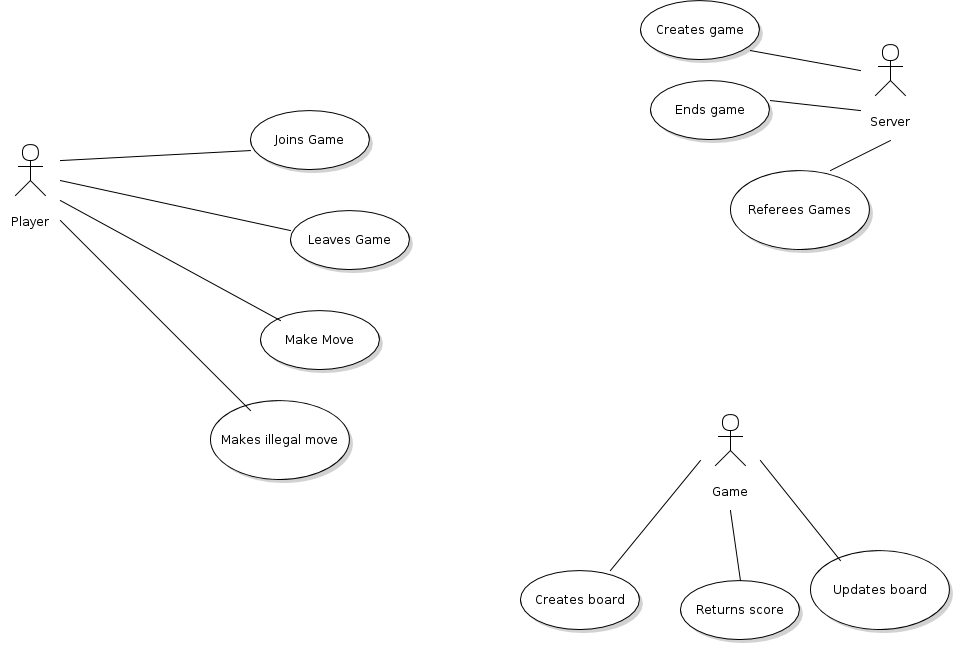 Creates game
Ends game
Server
Joins Game
Player
Referees Games
Leaves Game
Make Move
Makes illegal move
Game
Creates board
Returns score
Updates board